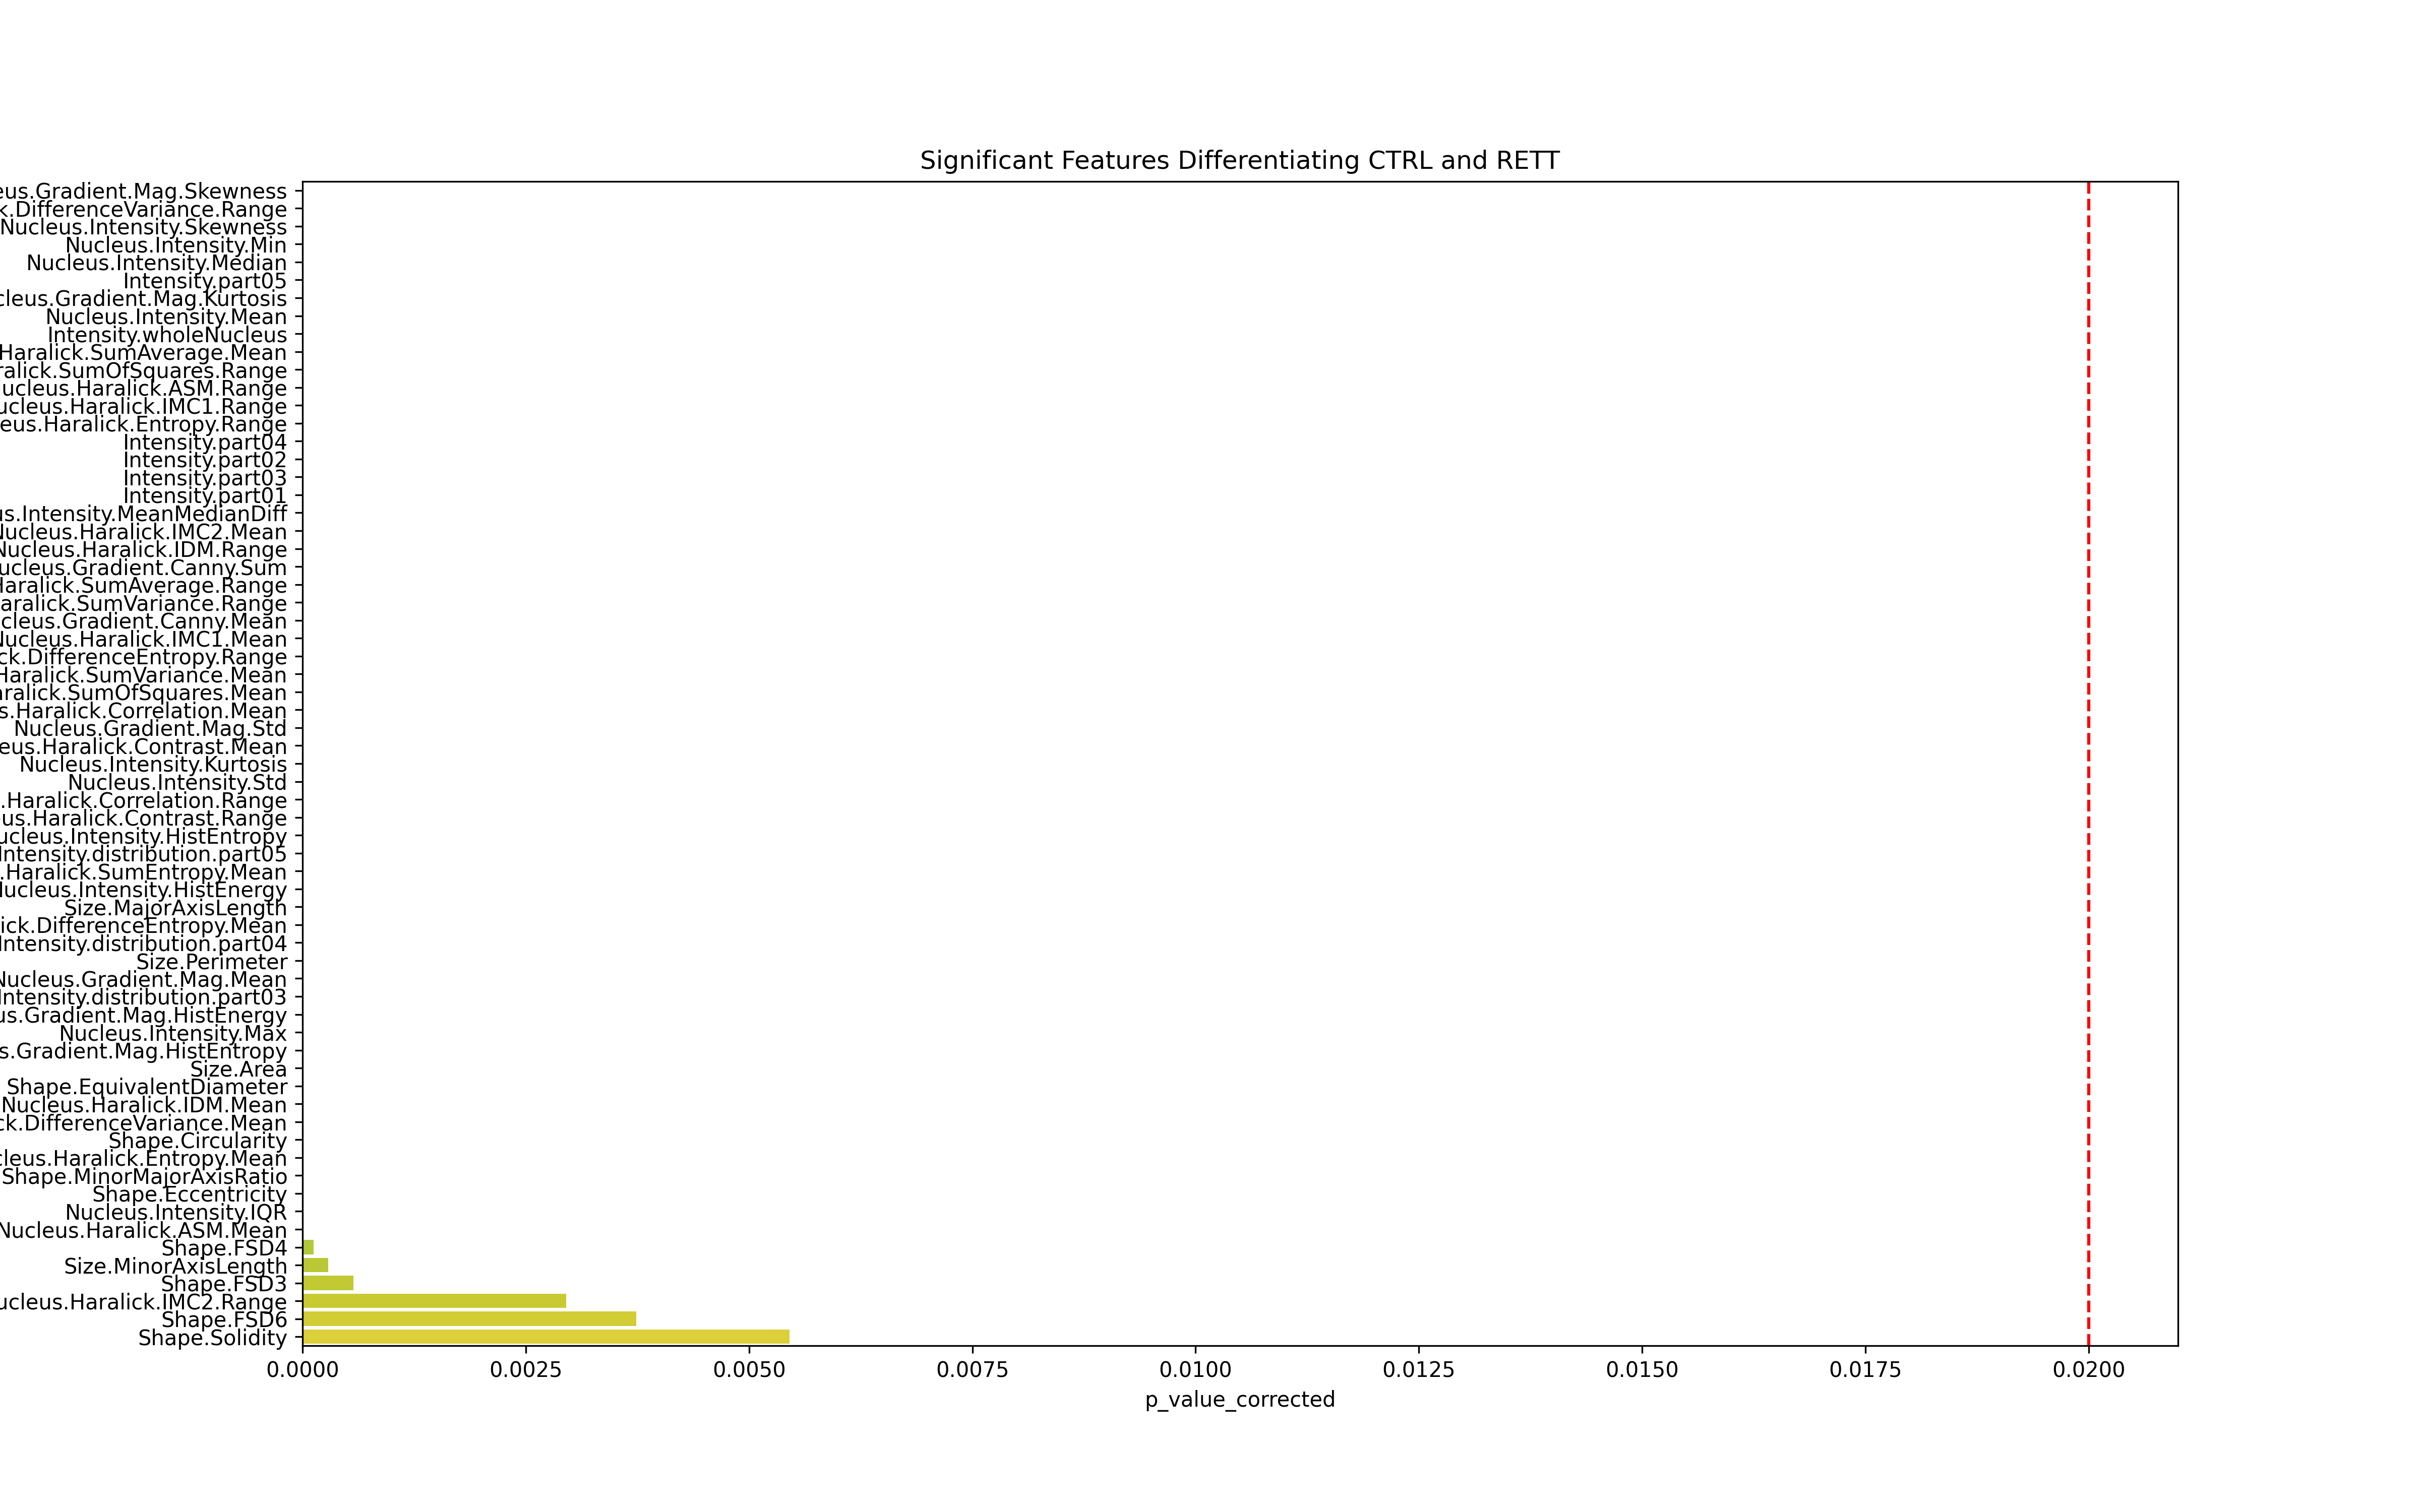 Significant Features Differentiating CTRL and RETT
eus.Gradient.Mag.Skewness
k.DifferenceVariance.Range
Nucleus.Intensity.Skewness
Nucleus.Intensity.Min
Nucleus.Intensity.Median
Intensity.part05
cleus.Gradient.Mag.Kurtosis
Nucleus.Intensity.Mean
Intensity.wholeNucleus
Haralick.SumAverage.Mean
ralick.SumOfSquares.Range
ucleus.Haralick.ASM.Range
ucleus.Haralick.IMC1.Range
eus.Haralick.Entropy.Range
Intensity.part04
Intensity.part02
Intensity.part03
Intensity.part01
us.Intensity.MeanMedianDiff
Nucleus.Haralick.IMC2.Mean
Nucleus.Haralick.IDM.Range
ucleus.Gradient.Canny.Sum
Haralick.SumAverage.Range
aralick.SumVariance.Range
cleus.Gradient.Canny.Mean
Nucleus.Haralick.IMC1.Mean
ck.DifferenceEntropy.Range
Haralick.SumVariance.Mean
aralick.SumOfSquares.Mean
s.Haralick.Correlation.Mean
Nucleus.Gradient.Mag.Std
eus.Haralick.Contrast.Mean
Nucleus.Intensity.Kurtosis
Nucleus.Intensity.Std
.Haralick.Correlation.Range
us.Haralick.Contrast.Range
ucleus.Intensity.HistEntropy
Intensity.distribution.part05
.Haralick.SumEntropy.Mean
Nucleus.Intensity.HistEnergy
Size.MajorAxisLength
ick.DifferenceEntropy.Mean
Intensity.distribution.part04
Size.Perimeter
Nucleus.Gradient.Mag.Mean
Intensity.distribution.part03
us.Gradient.Mag.HistEnergy
Nucleus.Intensity.Max
s.Gradient.Mag.HistEntropy
Size.Area
Shape.EquivalentDiameter
Nucleus.Haralick.IDM.Mean
ck.DifferenceVariance.Mean
Shape.Circularity
cleus.Haralick.Entropy.Mean
Shape.MinorMajorAxisRatio
Shape.Eccentricity
Nucleus.Intensity.IQR
Nucleus.Haralick.ASM.Mean
Shape.FSD4
Size.MinorAxisLength
Shape.FSD3
ucleus.Haralick.IMC2.Range
Shape.FSD6
Shape.Solidity
0.0000 0.0025 0.0050 0.0075 0.0100 0.0125 0.0150 0.0175 0.0200
p_value_corrected